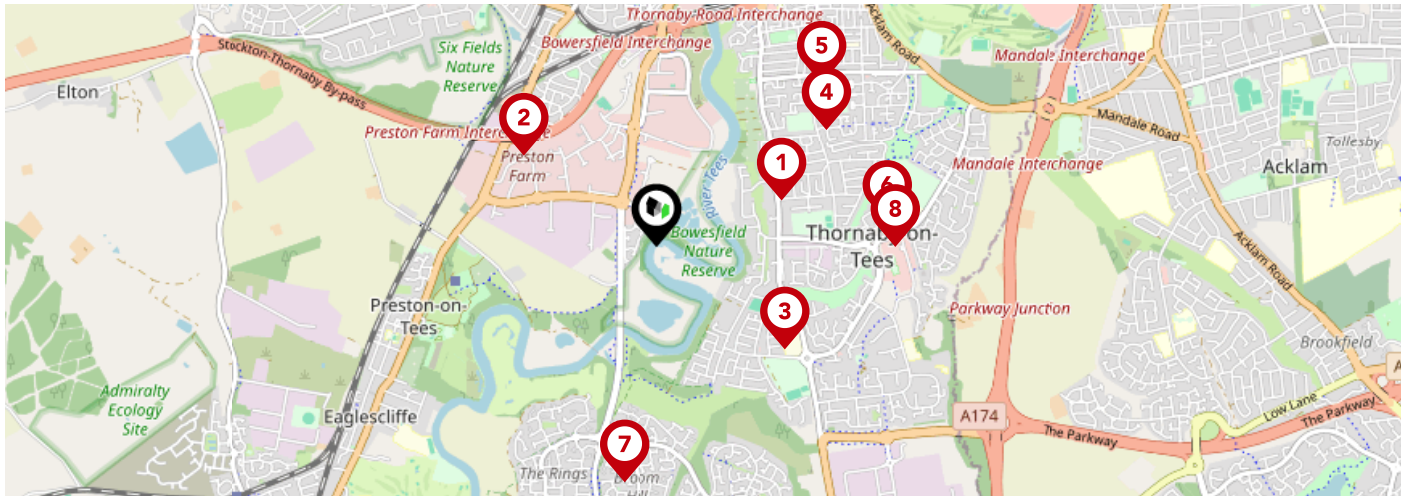 Thornaby Road Interchange
Acklam Road
5
Six Fields
Nature
Reserve
Bowersfield Interchange
Mandale Interchange
Stockton-Thornaby By-pass
Elton
4
2
Preston Farm
Preston
Farm
Mandale Road
Tollesby
Acklam
1
Mandale Interchange
River Tees
6
8
Bowesfield
Nature
Reserve
Thornaby-on-
Tees
Acklam Road
Preston-on-
Tees
3
Parkway Junction
Brookfield
Admiralty
Ecology
Site
Eaglescliffe
A174
Low Lane
The Parkway
The Parkway
A
7
The Rings
Broom
Hill